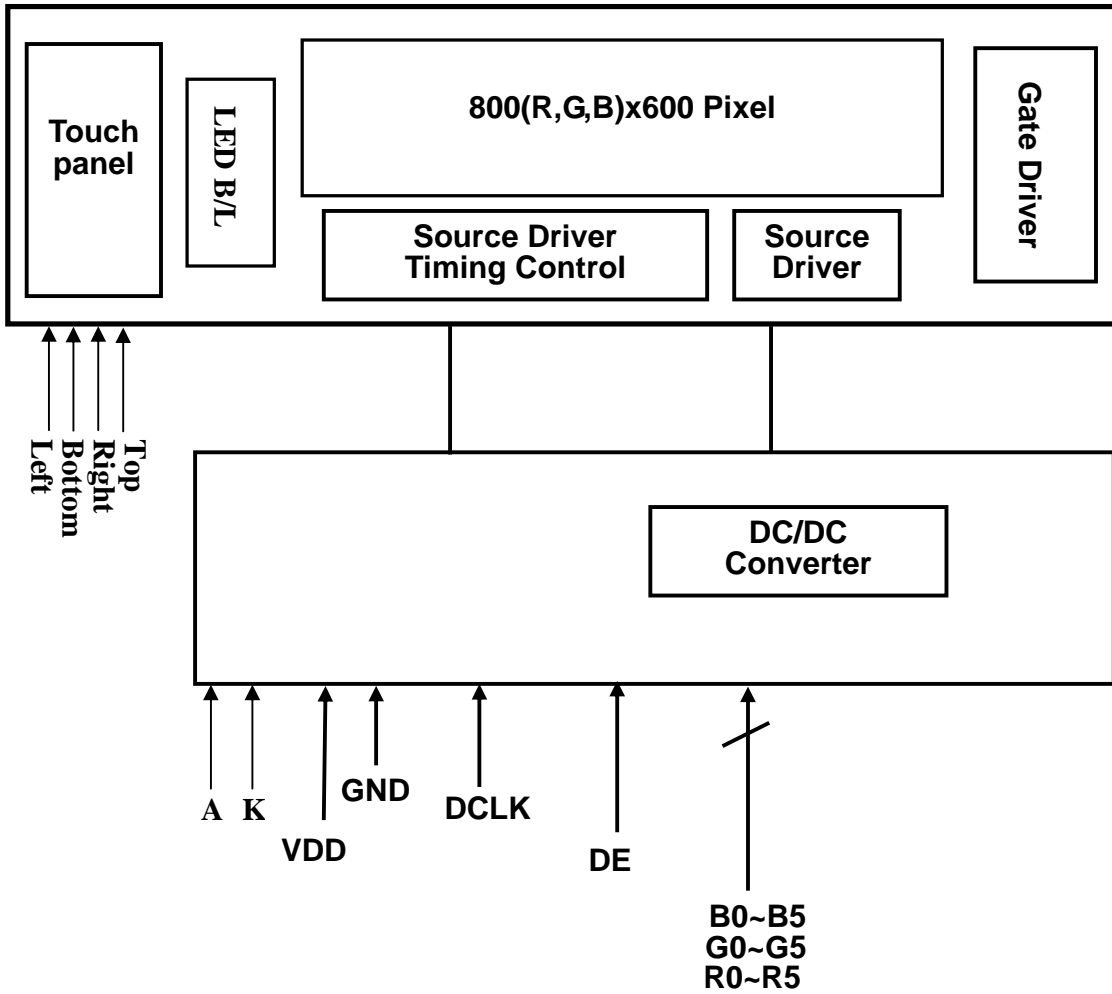 Touch
panel
LED B/L
800(R,G,B)x600 Pixel
Source Driver
Timing Control
Source
Driver
Gate Driver
Left
Bottom
Right
Top
DC/DC
Converter
A
K
VDD
GND
DCLK
DE
B0~B5
G0~G5
R0~R5